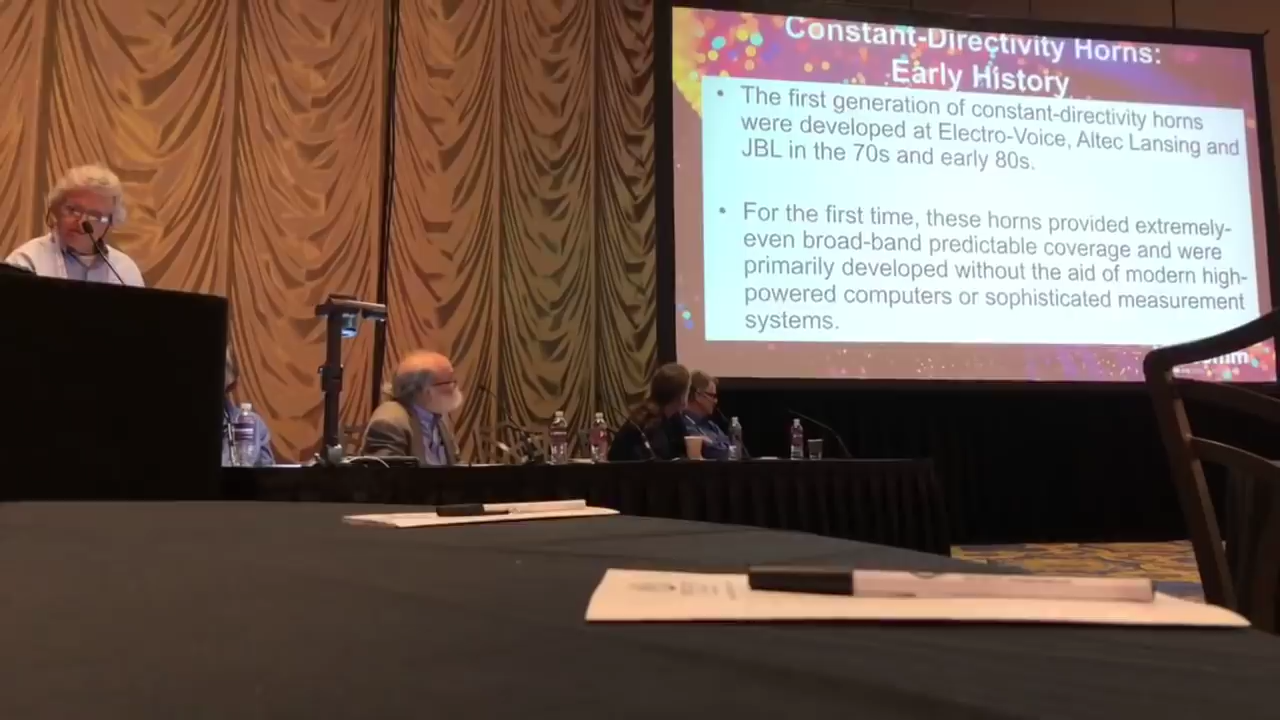 Constant-Directivity Horns:
Early History
• The first generation of constant-directivity horns
were developed at Electro-Voice, Altec Lansing and
JBL in the 70s and early 80s.
• For the first time, these horns provided extremely-
even broad-band predictable coverage and were
primarily developed without the aid of modern high-
powered computers or sophisticated measurement
systems.